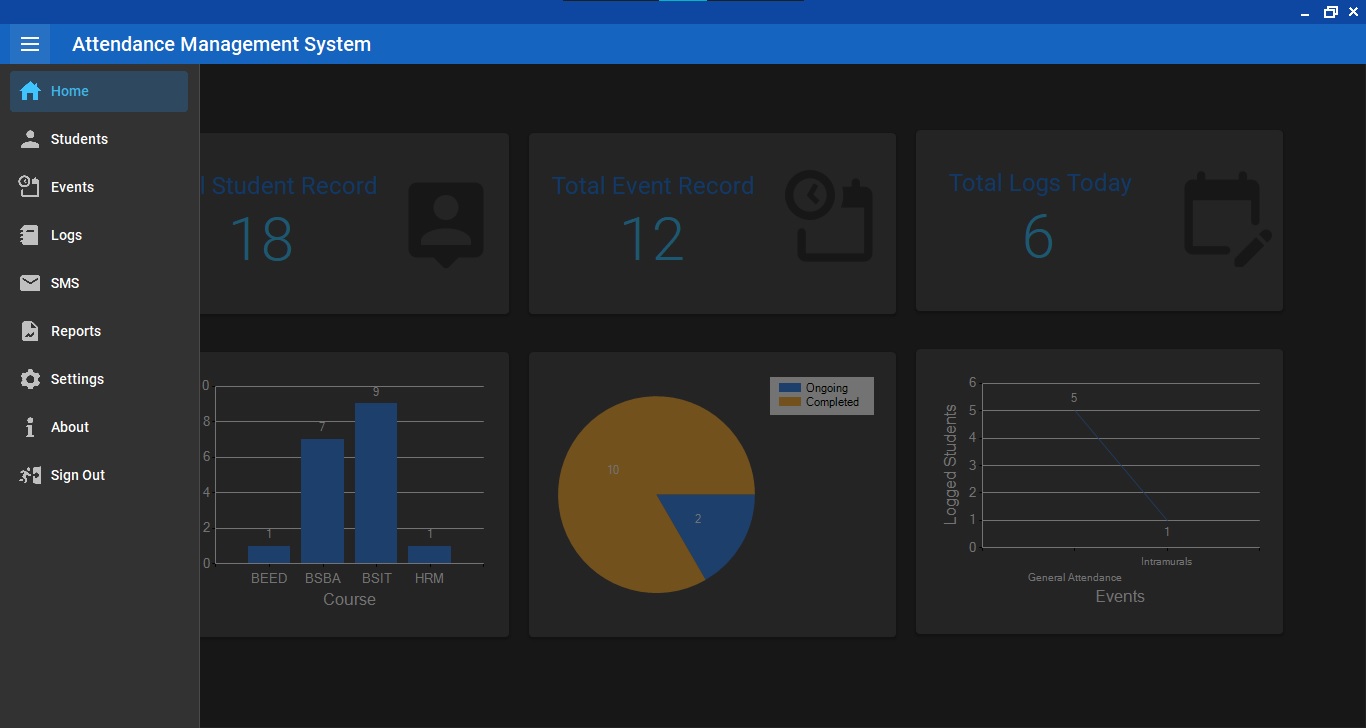 Attendance Management System
Home
Students
Events
Logs
SMS
Reports
Settings
About
Sign Out
l Student Record
18
Total Event Record
12
Total Logs Today
6
0
8
6
4
2
0
1
7
9
1
BEED BSBA BSIT HRM
Course
Ongoing
Completed
10
2
Logged Students
6
5
4
3
2
1
0
5
1
Intramurals
General Attendance
Events